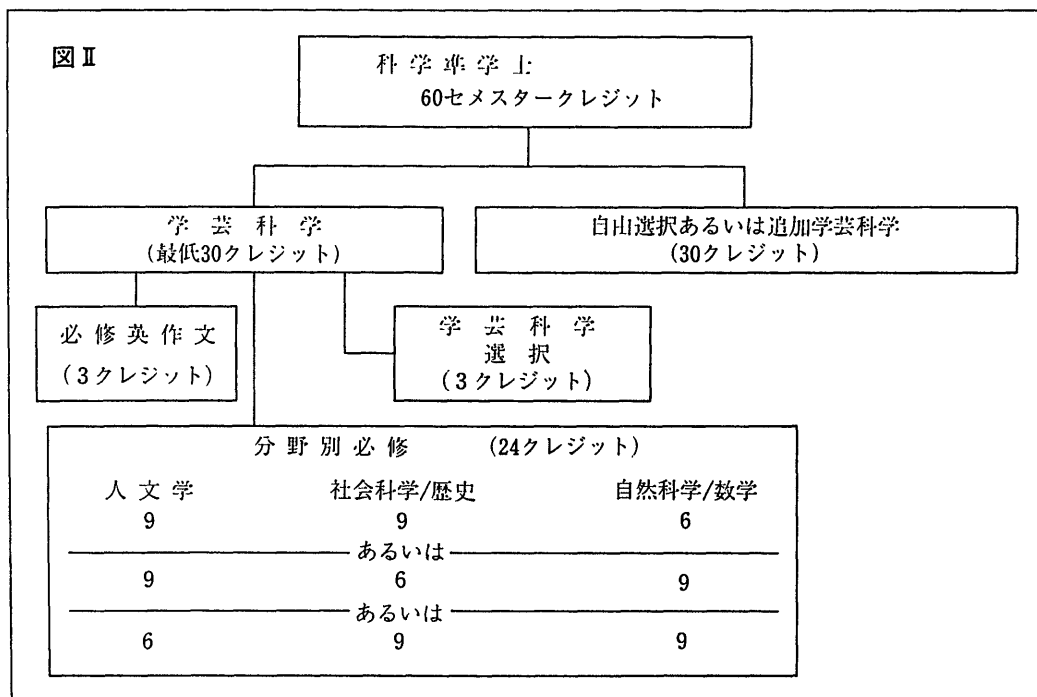 図Ⅱ
科学準学士
60セメスタークレジット
学芸科学
(最低30クレジット)
自由選択あるいは追加学芸科学
(30クレジット)
必修英作文
(3クレジット)
学芸科学
選択
(3クレジット)
分野別必修 (24クレジット)
人文学 社会科学/歴史 自然科学/数学
9 9 6
あるいは
9 6 9
あるいは
6 9 9